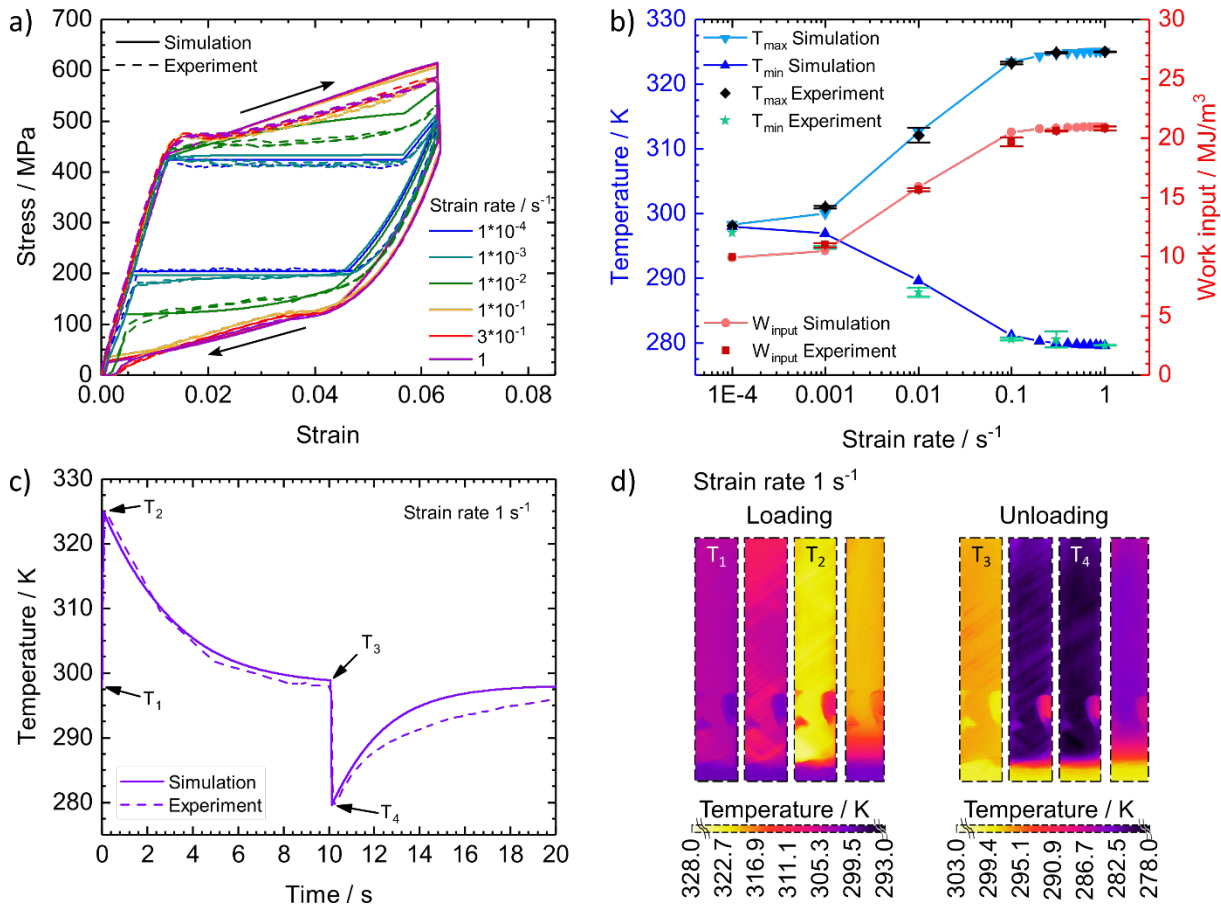 a)
Simulation
Experiment
700
600
500
400
300
200
100
0
Stress / MPa
Strain rate / s⁻¹
1*10⁻⁴
1*10⁻³
1*10⁻²
1*10⁻¹
3*10⁻¹
1
0.00 0.02 0.04 0.06 0.08
Strain
b)
330
320
310
300
290
280
Temperature / K
Tmax Simulation
Tmin Simulation
Tmax Experiment
Tmin Experiment
Winput Simulation
Winput Experiment
30
25
20
15
10
5
0
Work input / MJ/m³
1E-4 0.001 0.01 0.1 1
Strain rate / s⁻¹
c)
330
320
310
300
290
280
Temperature / K
T₂
T₁
T₃
T₄
Strain rate 1 s⁻¹
Simulation
Experiment
0 2 4 6 8 10 12 14 16 18 20
Time / s
d)
Strain rate 1 s⁻¹
Loading
Unloading
T₁
T₂
T₃
T₄
Temperature / K
328.0 322.7 316.9 311.1 305.3 299.5 293.0
Temperature / K
303.0 299.4 295.1 290.9 286.7 282.5 278.0